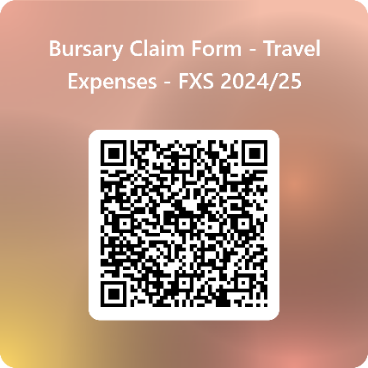 Bursary Claim Form - Travel
Expenses - FXS 2024/25